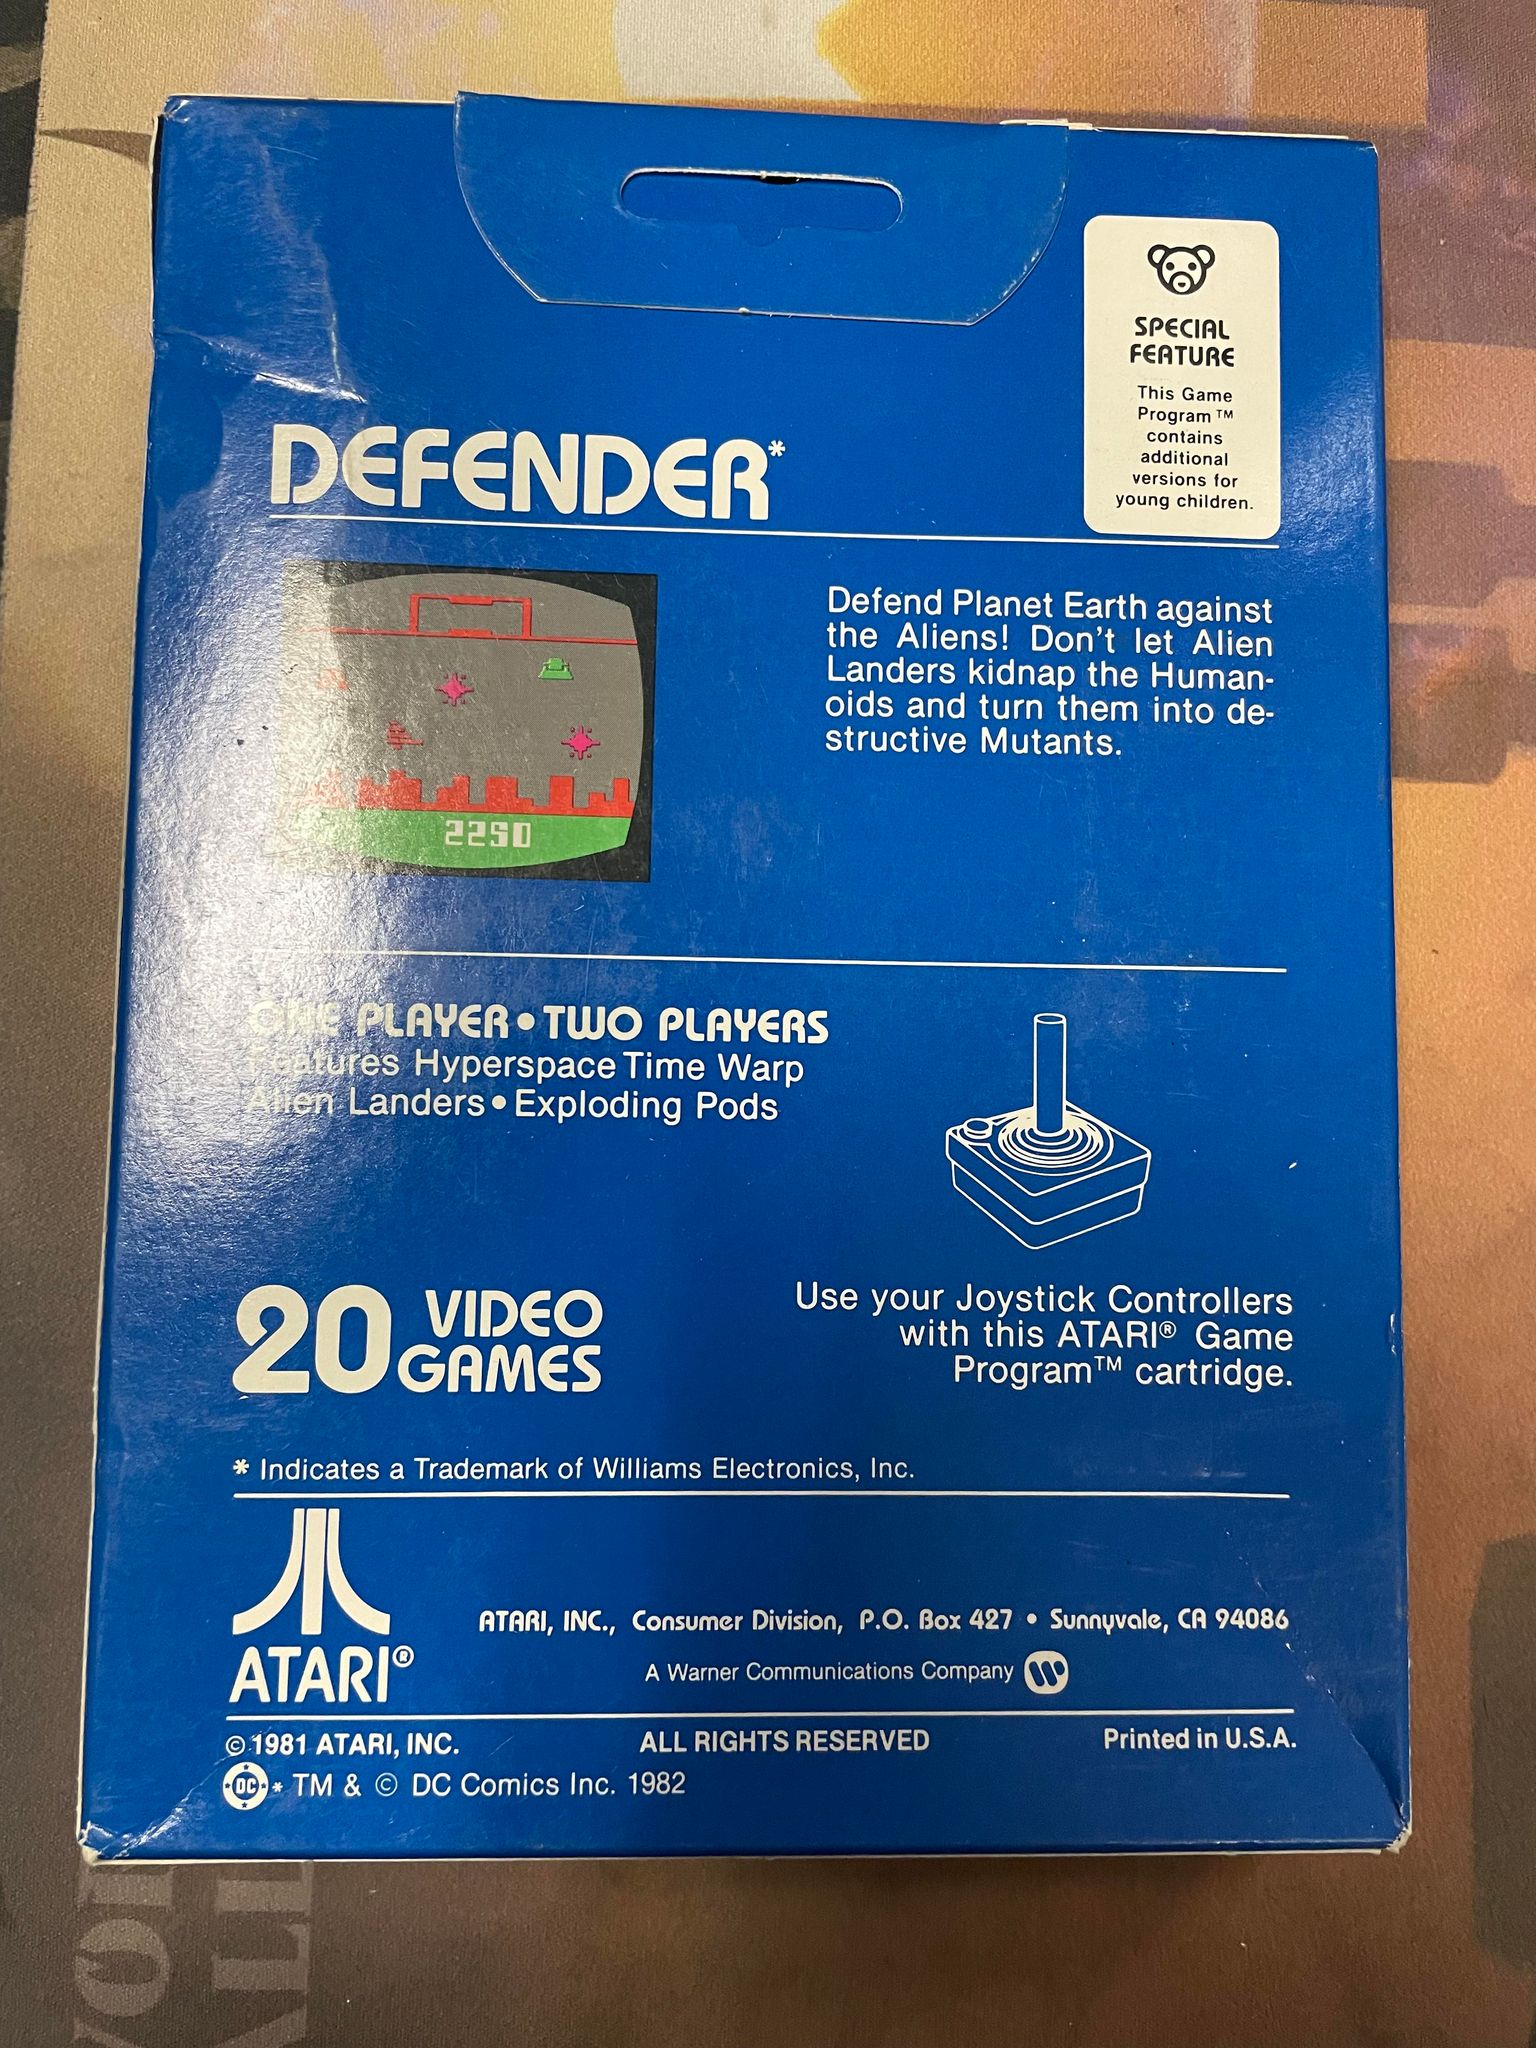 SPECIAL
FEATURE
This Game
Program™
contains
additional
versions for
young children.
DEFENDER*
Defend Planet Earth against
the Aliens! Don't let Alien
Landers kidnap the Human-
oids and turn them into de-
structive Mutants.
2250
ONE PLAYER • TWO PLAYERS
Features Hyperspace Time Warp
Alien Landers • Exploding Pods
20 VIDEO
GAMES
Use your Joystick Controllers
with this ATARI® Game
Program™ cartridge.
* Indicates a Trademark of Williams Electronics, Inc.
ATARI®
ATARI, INC., Consumer Division, P.O. Box 427 • Sunnyvale, CA 94086
A Warner Communications Company
© 1981 ATARI, INC. ALL RIGHTS RESERVED Printed in U.S.A.
DC * TM & © DC Comics Inc. 1982